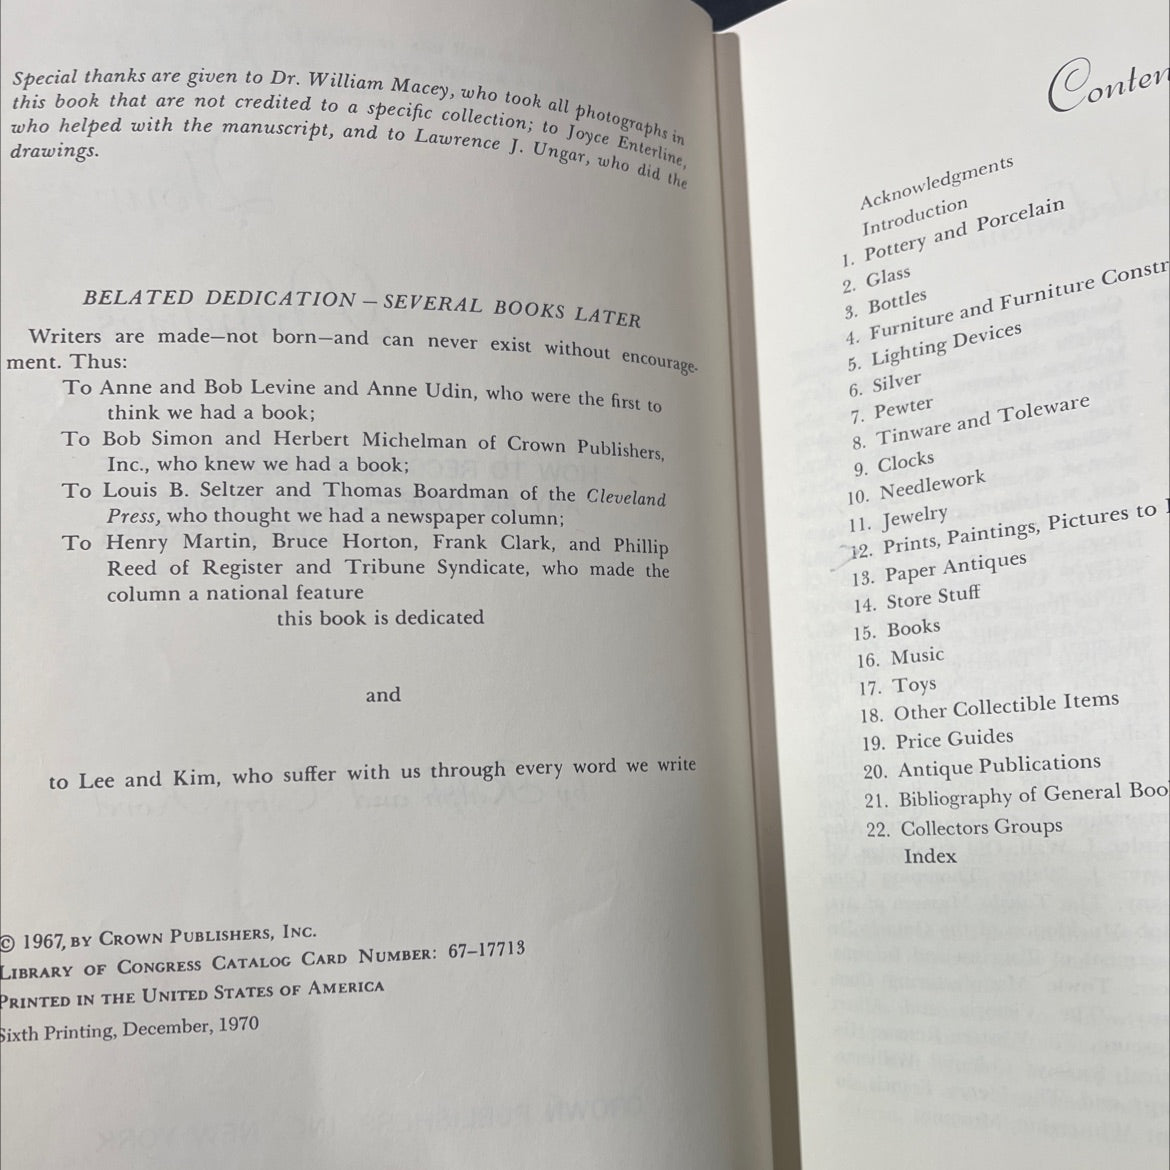 Special thanks are given to Dr. William Macey, who took all photographs in
this book that are not credited to a specific collection; to Joyce Enterline,
who helped with the manuscript, and to Lawrence J. Ungar, who did the
drawings.
BELATED DEDICATION — SEVERAL BOOKS LATER
Writers are made—not born—and can never exist without encourage-
ment. Thus:
To Anne and Bob Levine and Anne Udin, who were the first to
think we had a book;
To Bob Simon and Herbert Michelman of Crown Publishers,
Inc., who knew we had a book;
To Louis B. Seltzer and Thomas Boardman of the Cleveland
Press, who thought we had a newspaper column;
To Henry Martin, Bruce Horton, Frank Clark, and Phillip
Reed of Register and Tribune Syndicate, who made the
column a national feature
this book is dedicated
and
to Lee and Kim, who suffer with us through every word we write
© 1967, BY CROWN PUBLISHERS, INC.
LIBRARY OF CONGRESS CATALOG CARD NUMBER: 67–17713
PRINTED IN THE UNITED STATES OF AMERICA
Sixth Printing, December, 1970
Conten
Acknowledgments
Introduction
1. Pottery and Porcelain
2. Glass
3. Bottles
4. Furniture and Furniture Constr
5. Lighting Devices
6. Silver
7. Pewter
8. Tinware and Toleware
9. Clocks
10. Needlework
11. Jewelry
12. Prints, Paintings, Pictures to
13. Paper Antiques
14. Store Stuff
15. Books
16. Music
17. Toys
18. Other Collectible Items
19. Price Guides
20. Antique Publications
21. Bibliography of General Boo
22. Collectors Groups
Index